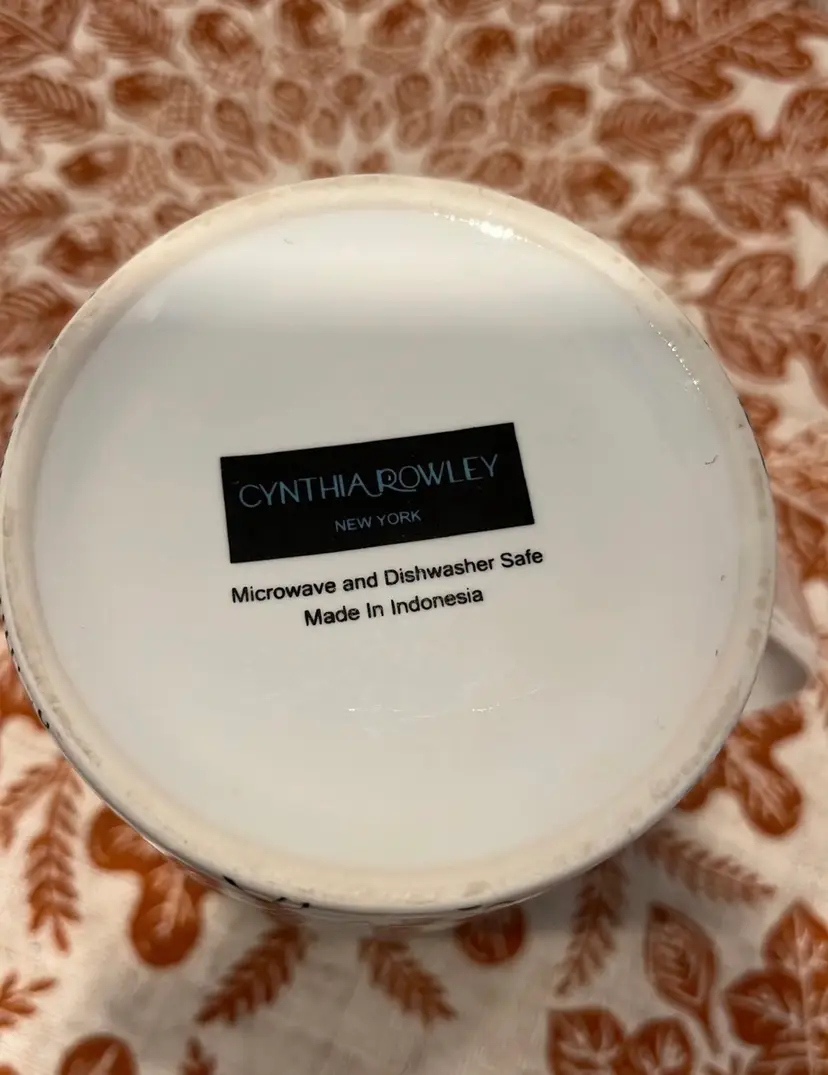 CYNTHIA ROWLEY
NEW YORK
Microwave and Dishwasher Safe
Made In Indonesia